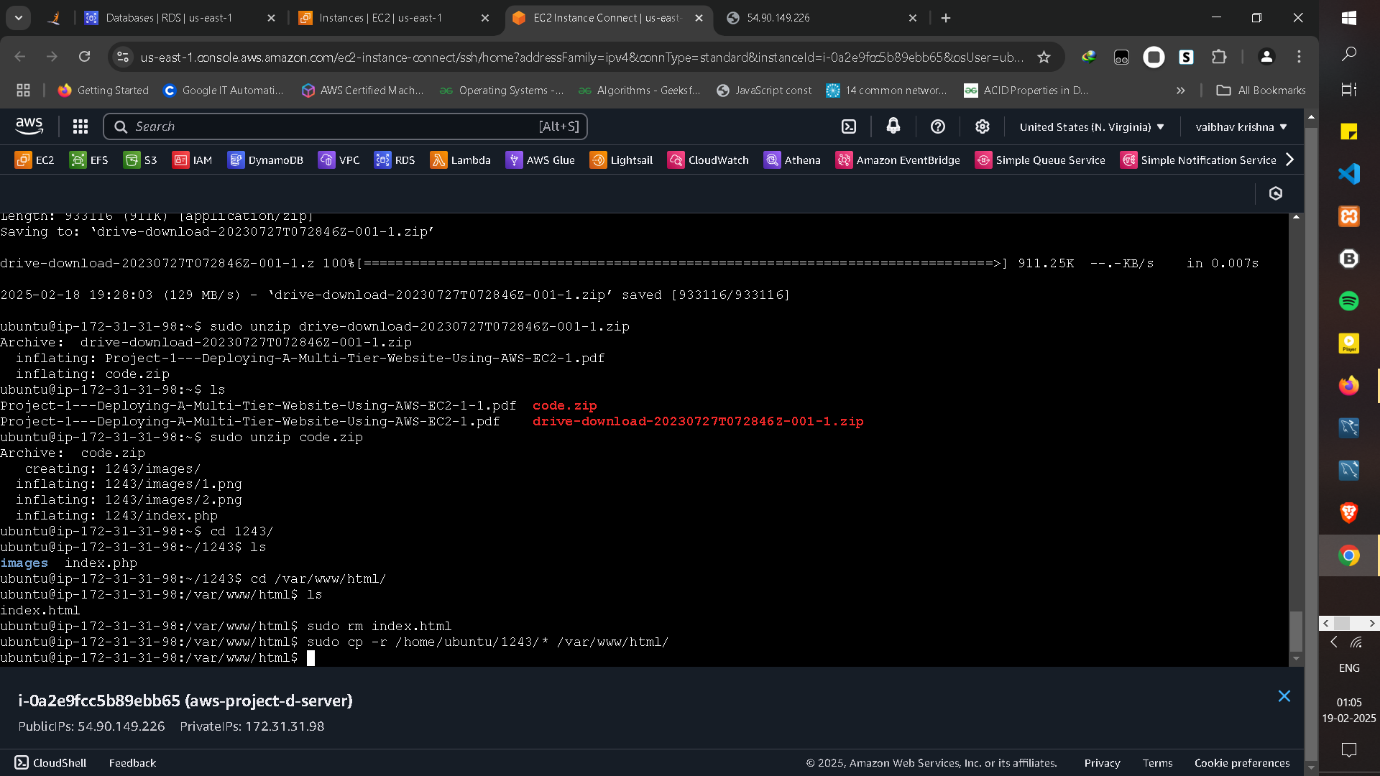 Databases | RDS | us-east-1
Instances | EC2 | us-east-1
EC2 Instance Connect | us-east-
54.90.149.226
us-east-1.console.aws.amazon.com/ec2-instance-connect/ssh/home?addressFamily=ipv4&connType=standard&instanceId=i-0a2e9fcc5b89ebb65&osUser=ub...
Getting Started
Google IT Automati...
AWS Certified Mach...
Operating Systems -...
Algorithms - Geeksf...
JavaScript const
14 common networ...
ACID Properties in D...
All Bookmarks
aws
Search
[Alt+S]
United States (N. Virginia)
vaibhav krishna
EC2
EFS
S3
IAM
DynamoDB
VPC
RDS
Lambda
AWS Glue
Lightsail
CloudWatch
Athena
Amazon EventBridge
Simple Queue Service
Simple Notification Service
Length: 933116 (911K) [application/zip]
Saving to: ‘drive-download-20230727T072846Z-001-1.zip’
drive-download-20230727T072846Z-001-1.z 100%[===============================================================================>] 911.25K  --.-KB/s    in 0.007s
2025-02-18 19:28:03 (129 MB/s) - ‘drive-download-20230727T072846Z-001-1.zip’ saved [933116/933116]
ubuntu@ip-172-31-31-98:~$ sudo unzip drive-download-20230727T072846Z-001-1.zip
Archive:  drive-download-20230727T072846Z-001-1.zip
inflating: Project-1---Deploying-A-Multi-Tier-Website-Using-AWS-EC2-1.pdf
inflating: code.zip
ubuntu@ip-172-31-31-98:~$ ls
Project-1---Deploying-A-Multi-Tier-Website-Using-AWS-EC2-1-1.pdf  code.zip
Project-1---Deploying-A-Multi-Tier-Website-Using-AWS-EC2-1.pdf    drive-download-20230727T072846Z-001-1.zip
ubuntu@ip-172-31-31-98:~$ sudo unzip code.zip
Archive:  code.zip
creating: 1243/images/
inflating: 1243/images/1.png
inflating: 1243/images/2.png
inflating: 1243/index.php
ubuntu@ip-172-31-31-98:~$ cd 1243/
ubuntu@ip-172-31-31-98:~/1243$ ls
images  index.php
ubuntu@ip-172-31-31-98:~/1243$ cd /var/www/html/
ubuntu@ip-172-31-31-98:/var/www/html$ ls
index.html
ubuntu@ip-172-31-31-98:/var/www/html$ sudo rm index.html
ubuntu@ip-172-31-31-98:/var/www/html$ sudo cp -r /home/ubuntu/1243/* /var/www/html/
ubuntu@ip-172-31-31-98:/var/www/html$
i-0a2e9fcc5b89ebb65 (aws-project-d-server)
PublicIPs: 54.90.149.226    PrivateIPs: 172.31.31.98
CloudShell
Feedback
© 2025, Amazon Web Services, Inc. or its affiliates.
Privacy
Terms
Cookie preferences
Player
ENG
01:05
19-02-2025